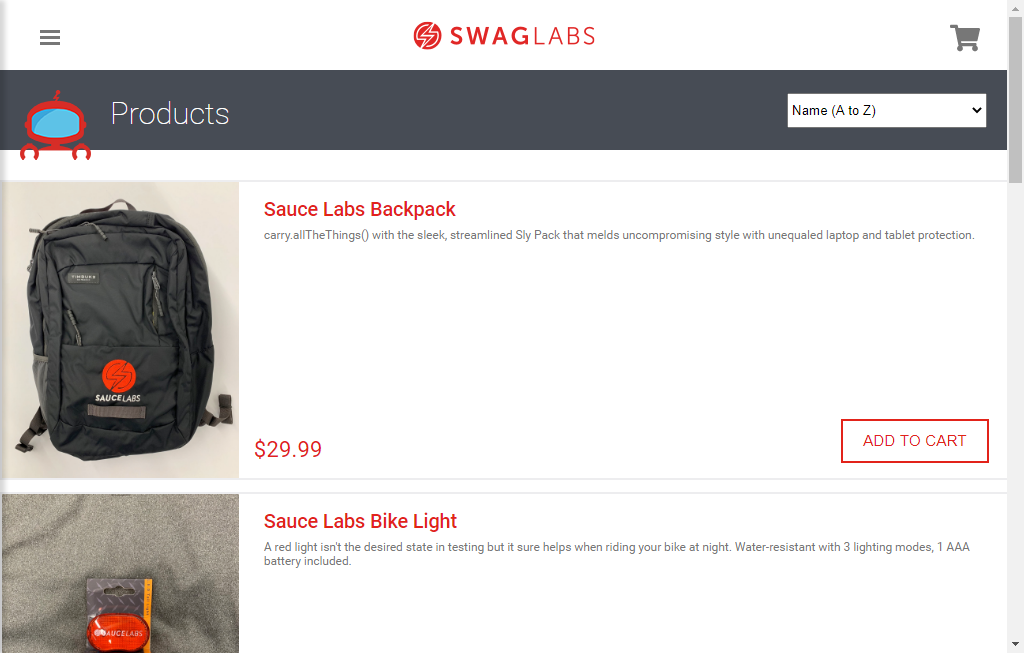 SWAGLABS
Products
Name (A to Z)
Sauce Labs Backpack
carry.allTheThings() with the sleek, streamlined Sly Pack that melds uncompromising style with unequaled laptop and tablet protection.
SAUCELABS
$29.99
ADD TO CART
Sauce Labs Bike Light
A red light isn't the desired state in testing but it sure helps when riding your bike at night. Water-resistant with 3 lighting modes, 1 AAA
battery included.
SAUCELABS